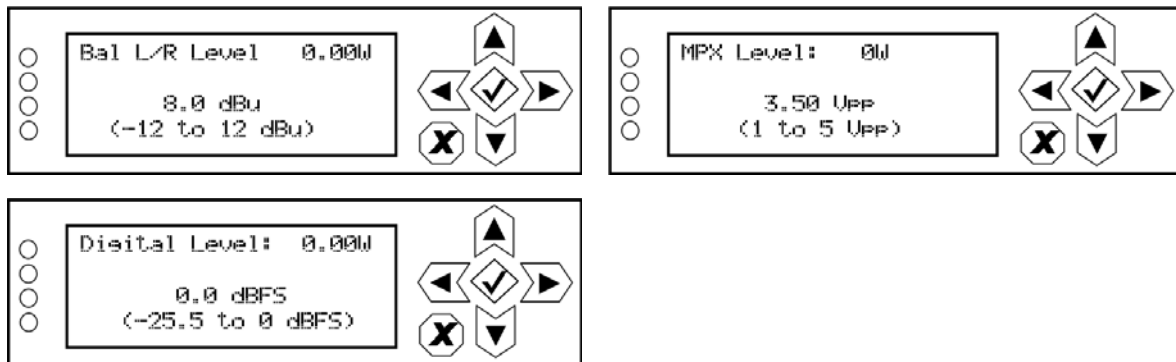 Bal L/R Level 0.00W
8.0 dBu
(-12 to 12 dBu)
MPX Level: 0W
3.50 Vpp
(1 to 5 Vpp)
Digital Level: 0.00W
0.0 dBFS
(-25.5 to 0 dBFS)